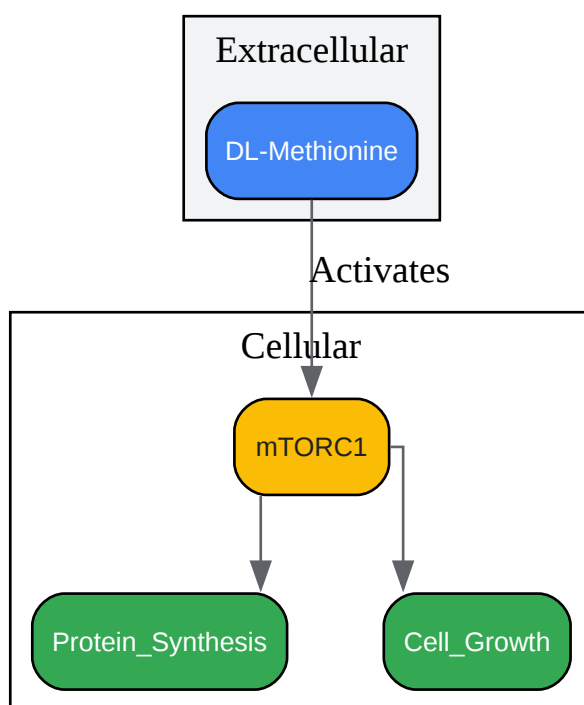 Extracellular
DL-Methionine
Activates
Cellular
mTORC1
Protein_Synthesis
Cell_Growth